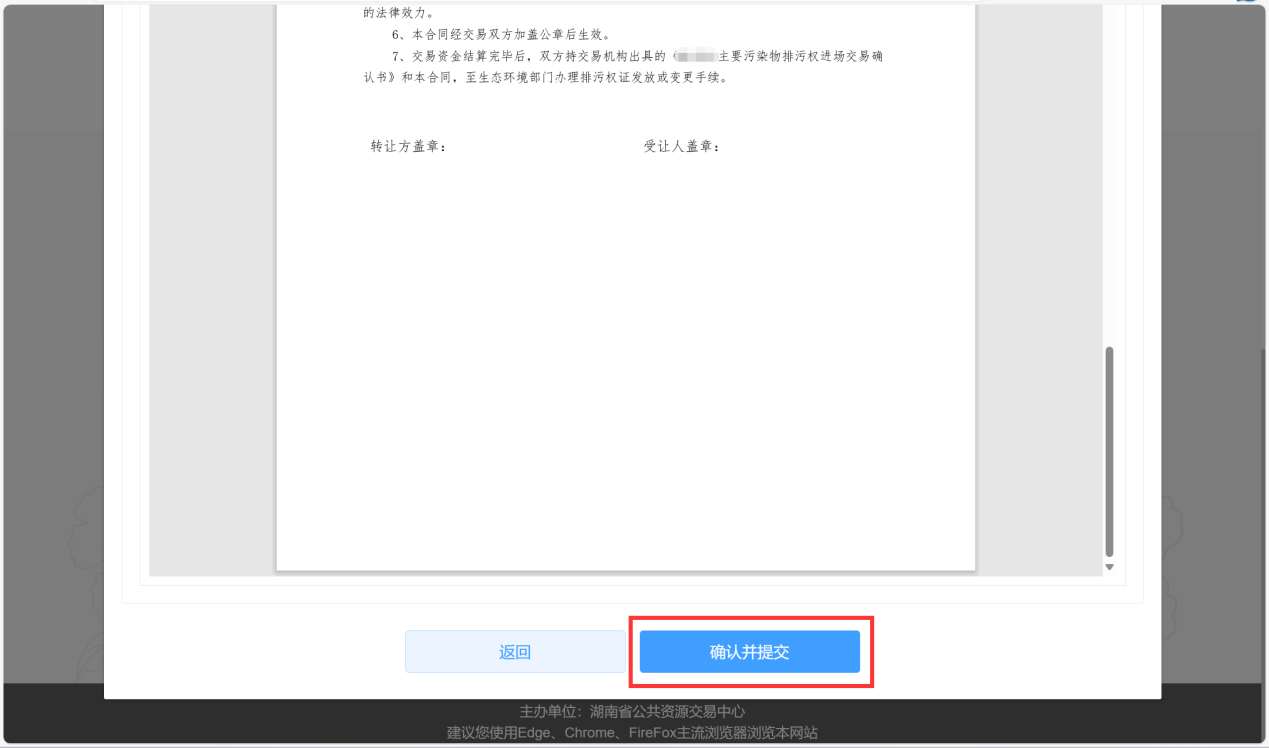 的法律效力。
6、本合同经交易双方加盖公章后生效。
7、交易资金结算完毕后，双方持交易机构出具的《主要污染物排污权进场交易确
认书》和本合同，至生态环境部门办理排污权证发放或变更手续。
转让方盖章： 受让人盖章：
返回 确认并提交
主办单位：湖南省公共资源交易中心
建议您使用Edge、Chrome、FireFox主流浏览器浏览本网站